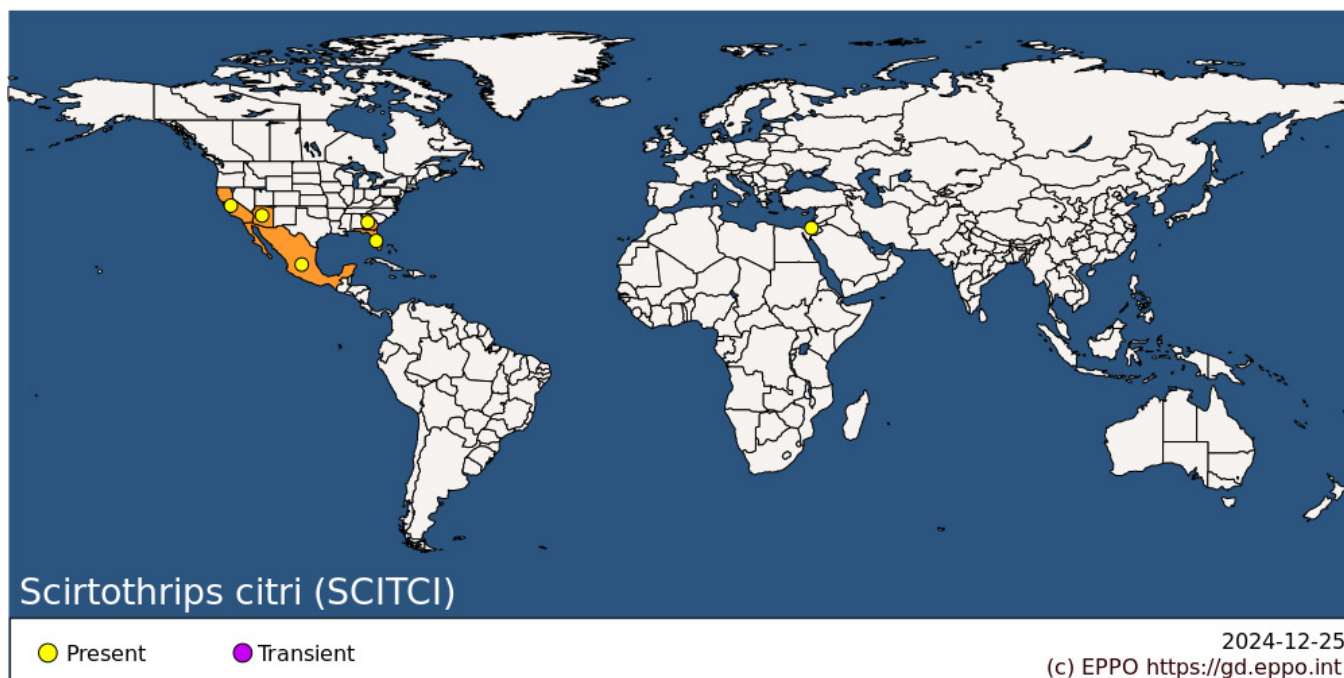 Scirtothrips citri (SCITCI)
Present
Transient
2024-12-25
(c) EPPO https://gd.eppo.int